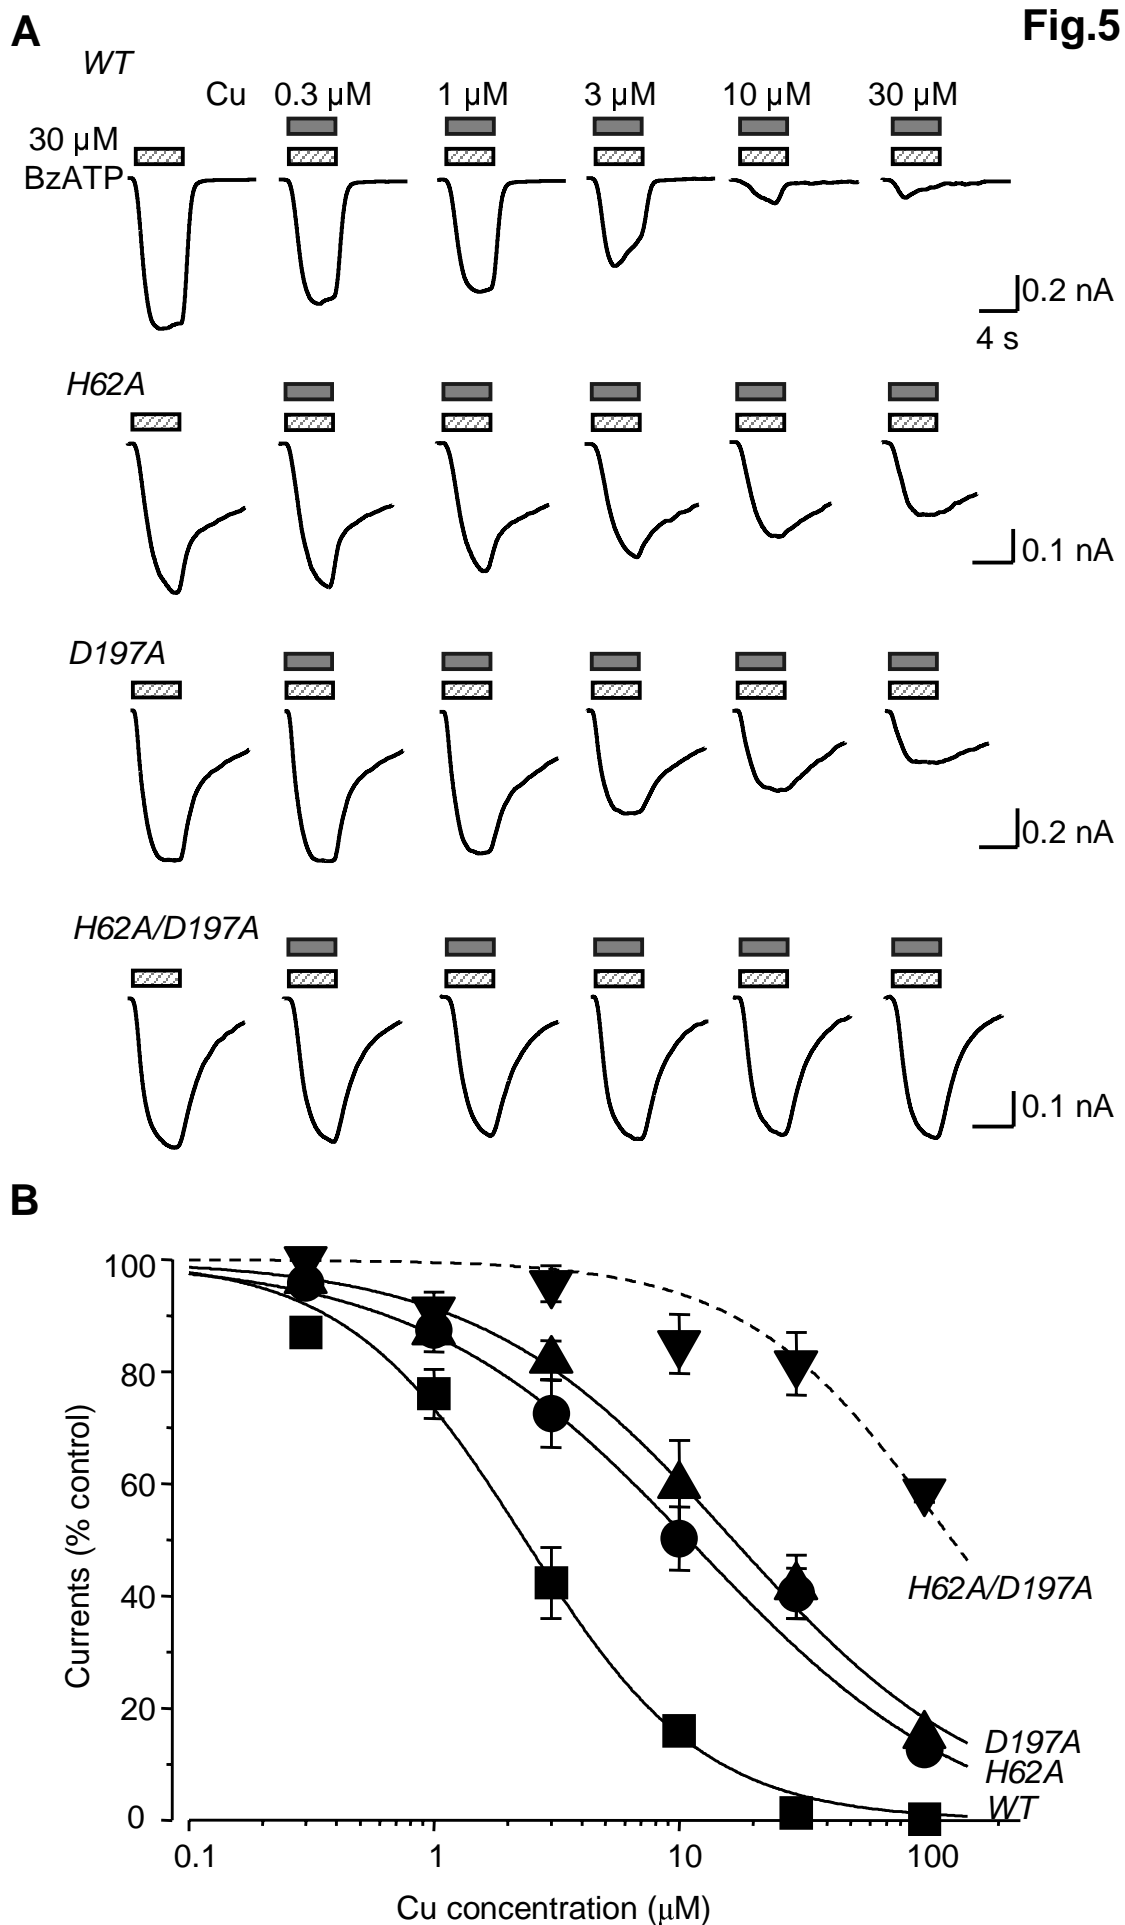 A
Fig.5
WT
Cu 0.3 µM 1 µM 3 µM 10 µM 30 µM
30 µM
BzATP
0.2 nA
4 s
H62A
0.1 nA
D197A
0.2 nA
H62A/D197A
0.1 nA
B
100
80
60
40
20
0
Currents (% control)
H62A/D197A
D197A
H62A
WT
0.1 1 10 100
Cu concentration (µM)